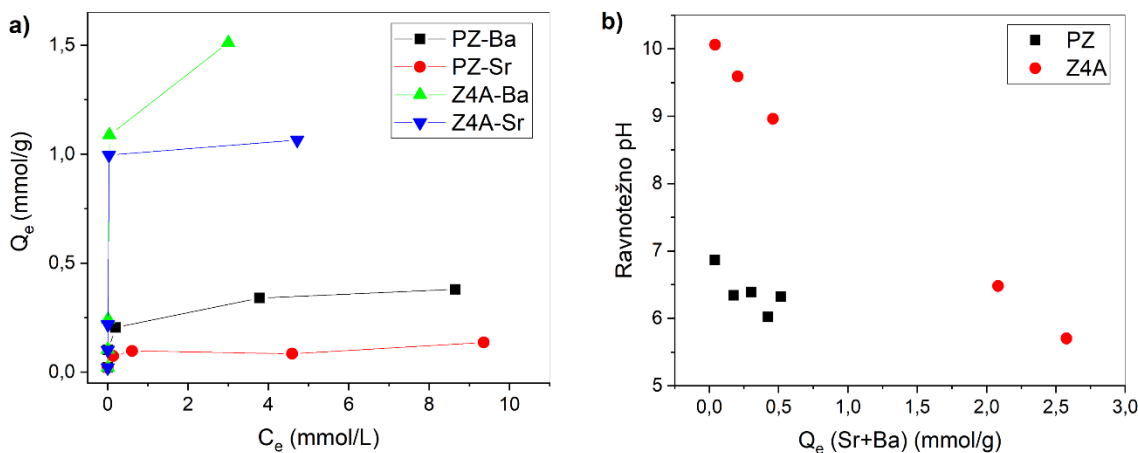 a)
PZ-Ba
PZ-Sr
Z4A-Ba
Z4A-Sr
1,5
1,0
0,5
0,0
Qe (mmol/g)
0 2 4 6 8 10
Ce (mmol/L)
b)
PZ
Z4A
10
9
8
7
6
5
Ravnotežno pH
0,0 0,5 1,0 1,5 2,0 2,5 3,0
Qe (Sr+Ba) (mmol/g)